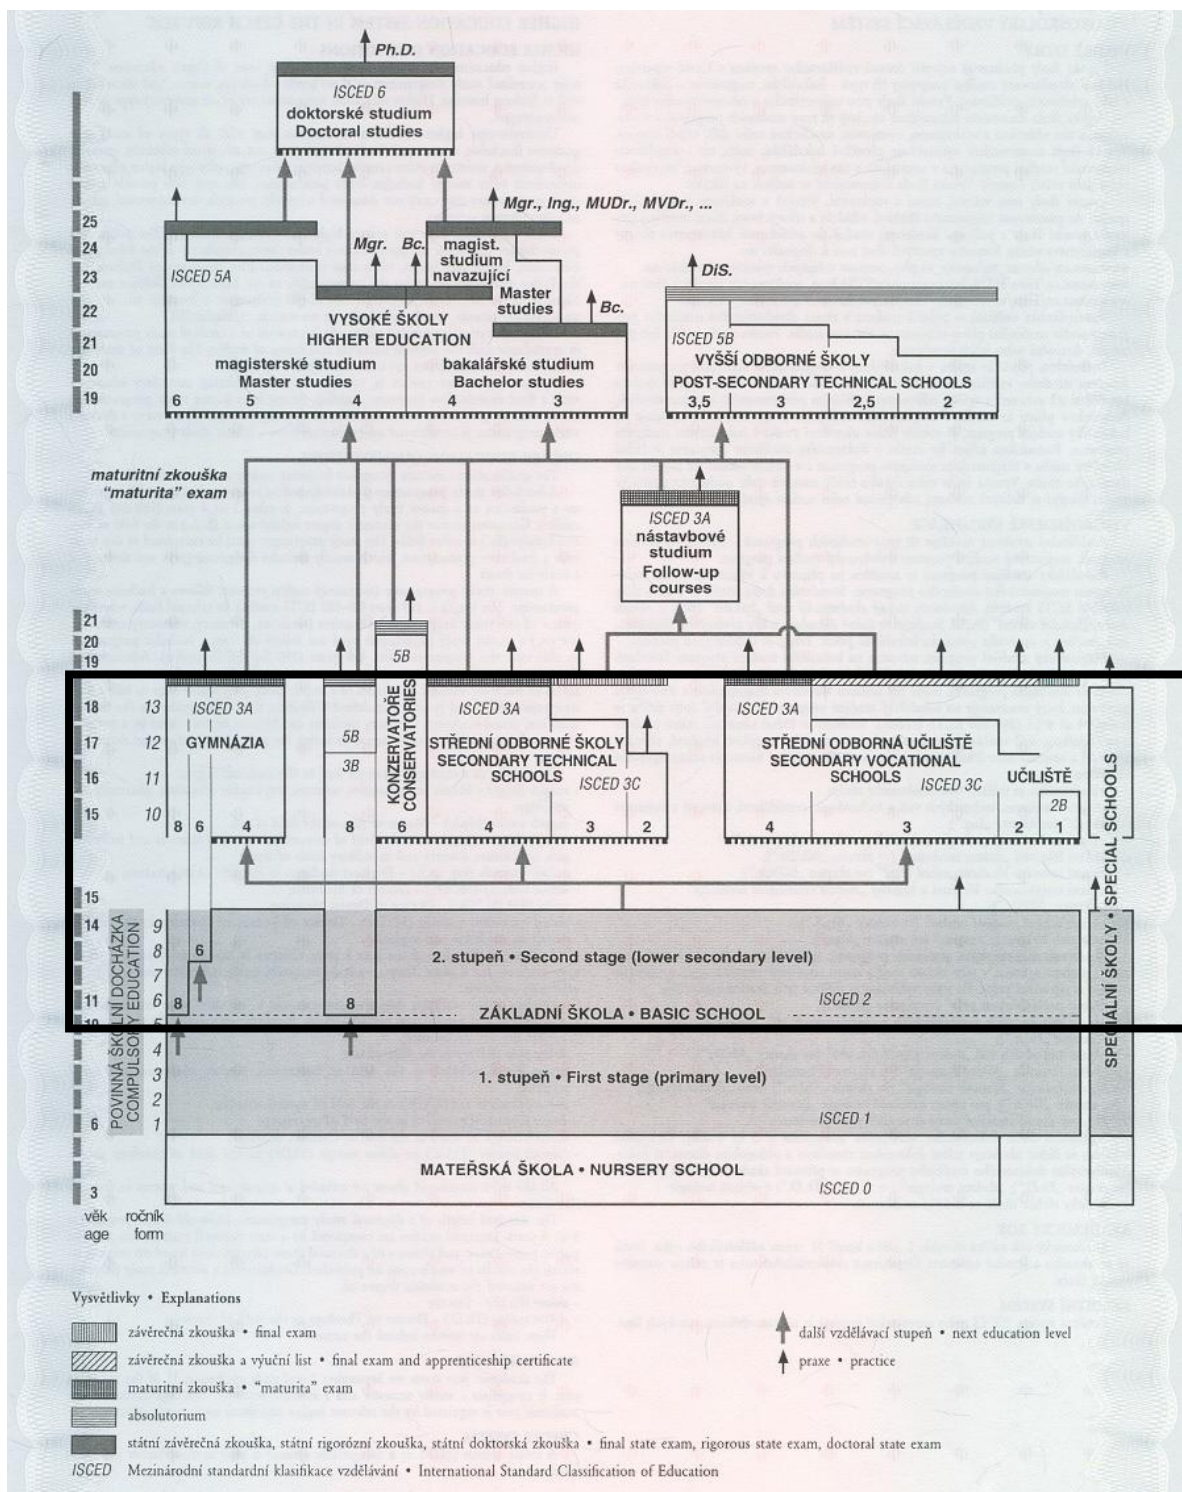 Ph.D.
ISCED 6
doktorské studium
Doctoral studies
Mgr., Ing., MUDr., MVDr., ...
25
24
23
22
21
20
19
ISCED 5A
Mgr.
Bc.
magist.
studium
navazující
Master
studies
Bc.
VYSOKÉ ŠKOLY
HIGHER EDUCATION
magisterské studium
Master studies
bakalářské studium
Bachelor studies
6 5 4 4 3
DiS.
ISCED 5B
VYŠŠÍ ODBORNÉ ŠKOLY
POST-SECONDARY TECHNICAL SCHOOLS
3,5 3 2,5 2
maturitní zkouška
"maturita" exam
ISCED 3A
nástavbové
studium
Follow-up
courses
21
20
19
18
17
16
15
15
14
11
6
3
13
12
11
10
9
8
7
6
4
3
2
1
ISCED 3A
GYMNÁZIA
8 6 4
5B
3B
8
5B
KONZERVATOŘE
CONSERVATORIES
6
ISCED 3A
STŘEDNÍ ODBORNÉ ŠKOLY
SECONDARY TECHNICAL
SCHOOLS
ISCED 3C
4 3 2
ISCED 3A
STŘEDNÍ ODBORNÁ UČILIŠTĚ
SECONDARY VOCATIONAL
SCHOOLS
ISCED 3C
UČILIŠTĚ
2B
4 3 2 1
SPECIÁLNÍ ŠKOLY • SPECIAL SCHOOLS
POVINNÁ ŠKOLNÍ DOCHÁZKA
COMPULSORY EDUCATION
6
8
8
2. stupeň • Second stage (lower secondary level)
ISCED 2
ZÁKLADNÍ ŠKOLA • BASIC SCHOOL
1. stupeň • First stage (primary level)
ISCED 1
MATEŘSKÁ ŠKOLA • NURSERY SCHOOL
ISCED 0
věk ročník
age form
Vysvětlivky • Explanations
závěrečná zkouška • final exam
závěrečná zkouška a výuční list • final exam and apprenticeship certificate
maturitní zkouška • "maturita" exam
absolutorium
státní závěrečná zkouška, státní rigorózní zkouška, státní doktorská zkouška • final state exam, rigorous state exam, doctoral state exam
ISCED Mezinárodní standardní klasifikace vzdělávání • International Standard Classification of Education
další vzdělávací stupeň • next education level
praxe • practice